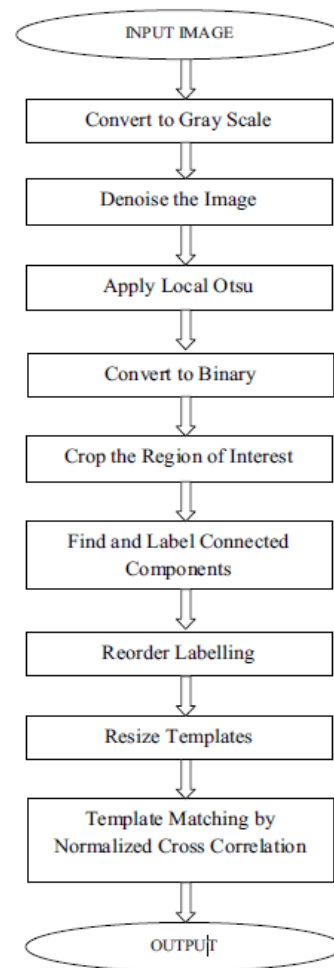 INPUT IMAGE
Convert to Gray Scale
Denoise the Image
Apply Local Otsu
Convert to Binary
Crop the Region of Interest
Find and Label Connected
Components
Reorder Labelling
Resize Templates
Template Matching by
Normalized Cross Correlation
OUTPUT